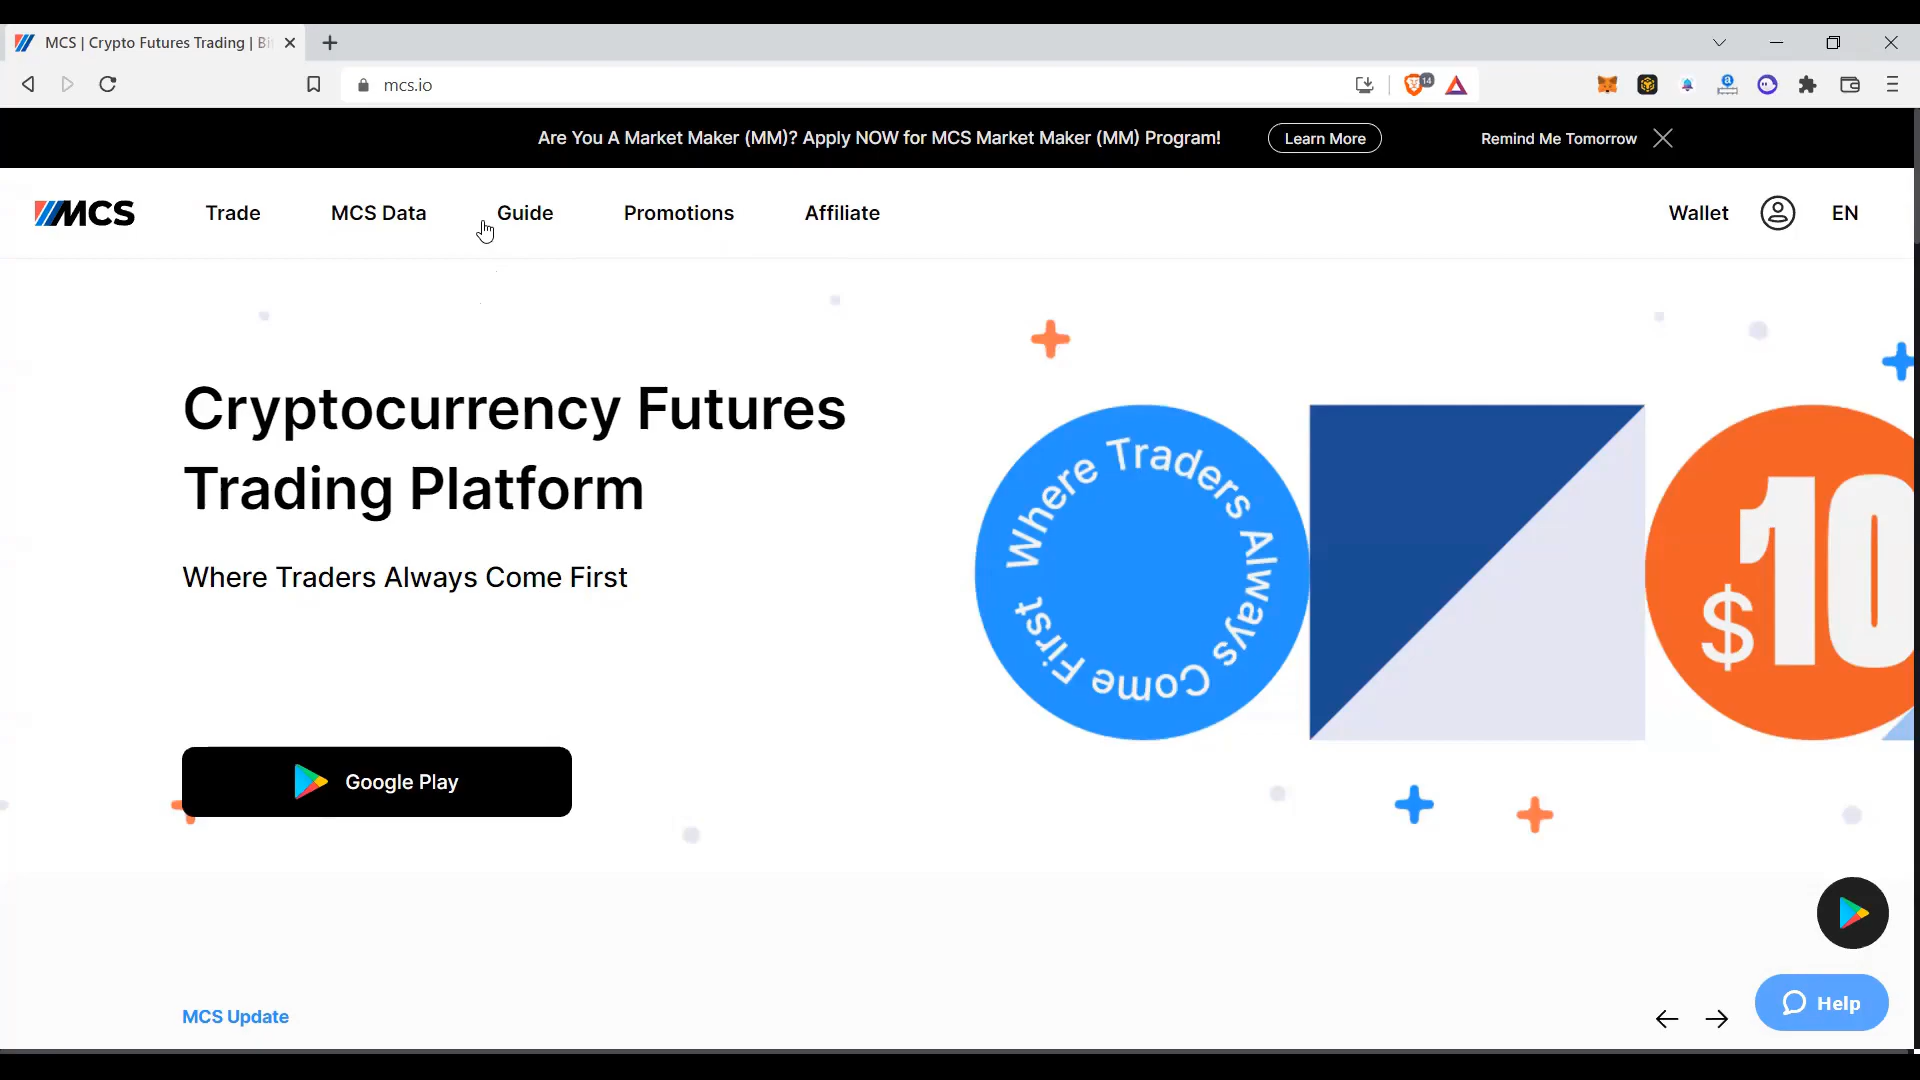 MCS | Crypto Futures Trading | Bi
mcs.io
14
Are You A Market Maker (MM)? Apply NOW for MCS Market Maker (MM) Program!
Learn More
Remind Me Tomorrow
MCS
Trade
MCS Data
Guide
Promotions
Affiliate
Wallet
EN
Cryptocurrency Futures
Trading Platform
Where Traders Always Come First
Where Traders Always Come First
$10
Google Play
MCS Update
Help